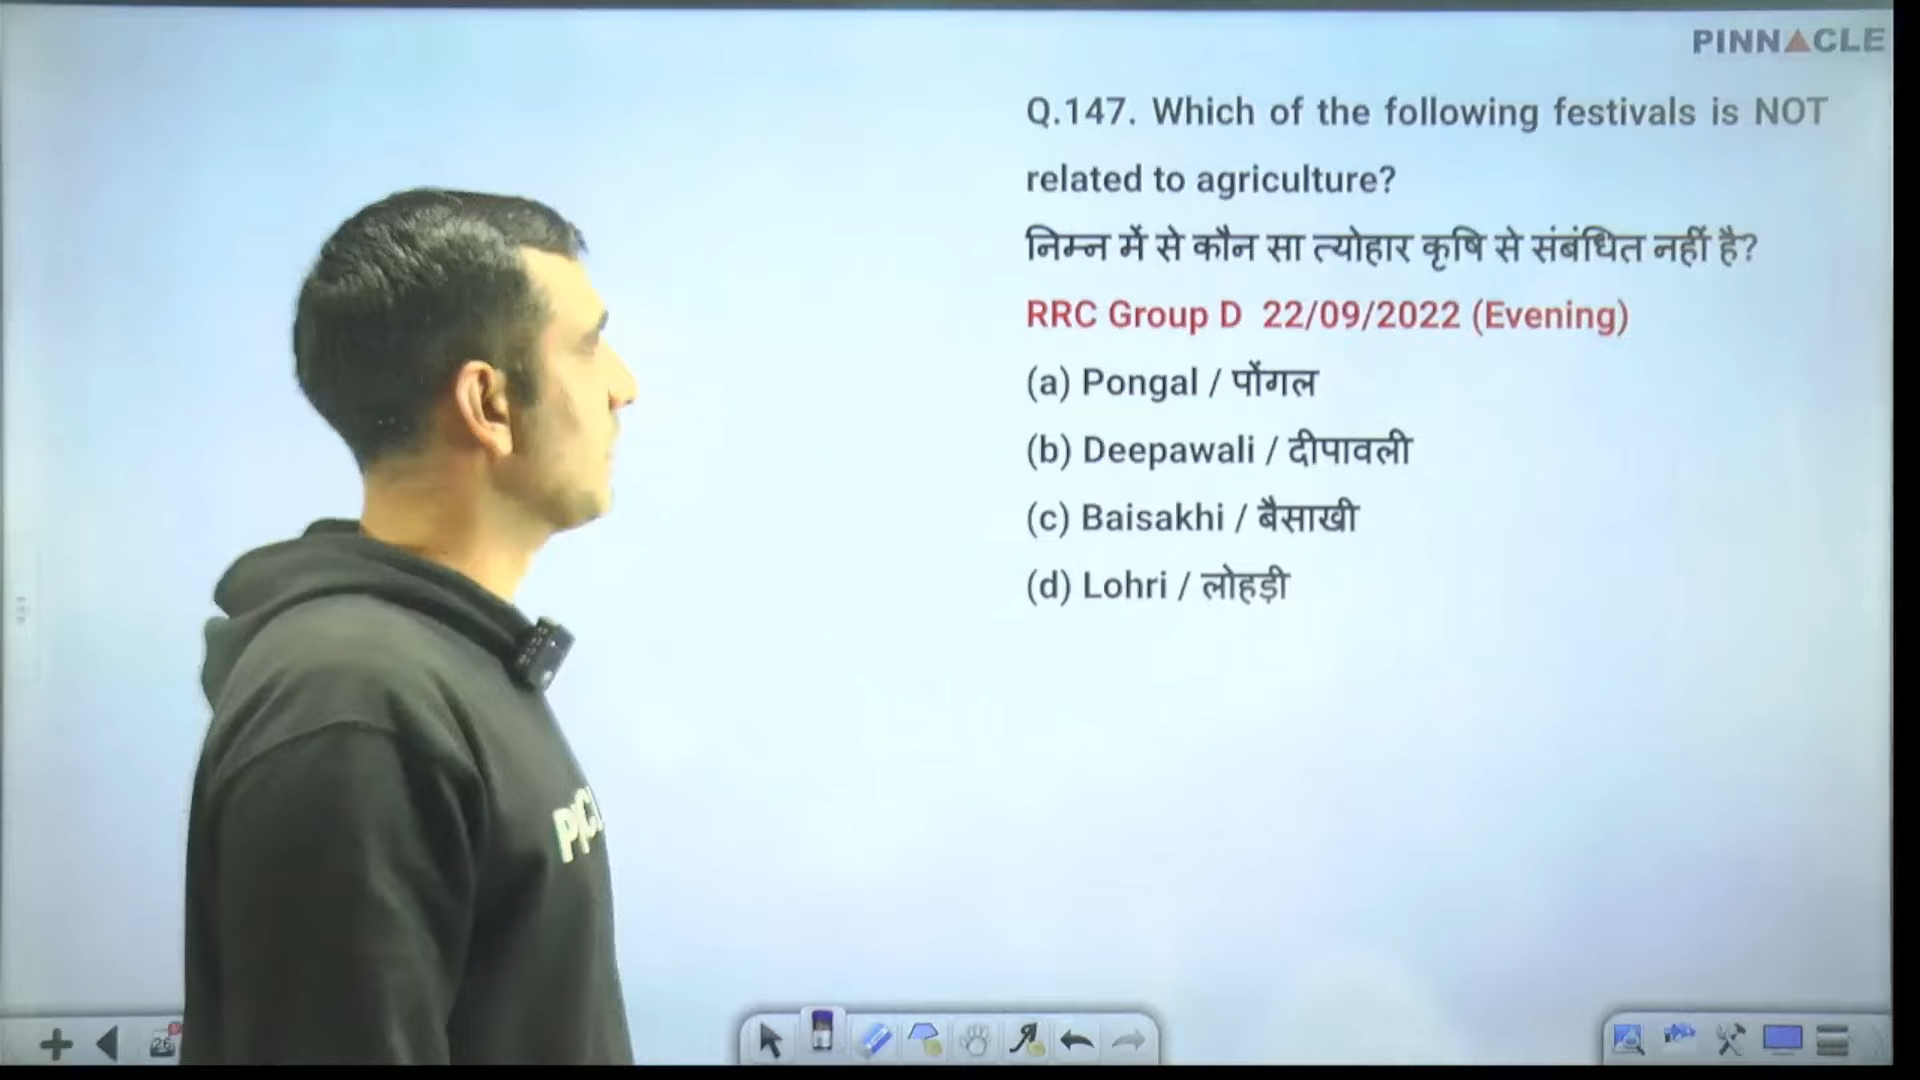 PINNACLE
Q.147. Which of the following festivals is NOT
related to agriculture?
निम्न में से कौन सा त्योहार कृषि से संबंधित नहीं है?
RRC Group D 22/09/2022 (Evening)
(a) Pongal / पोंगल
(b) Deepawali / दीपावली
(c) Baisakhi / बैसाखी
(d) Lohri / लोहड़ी
26